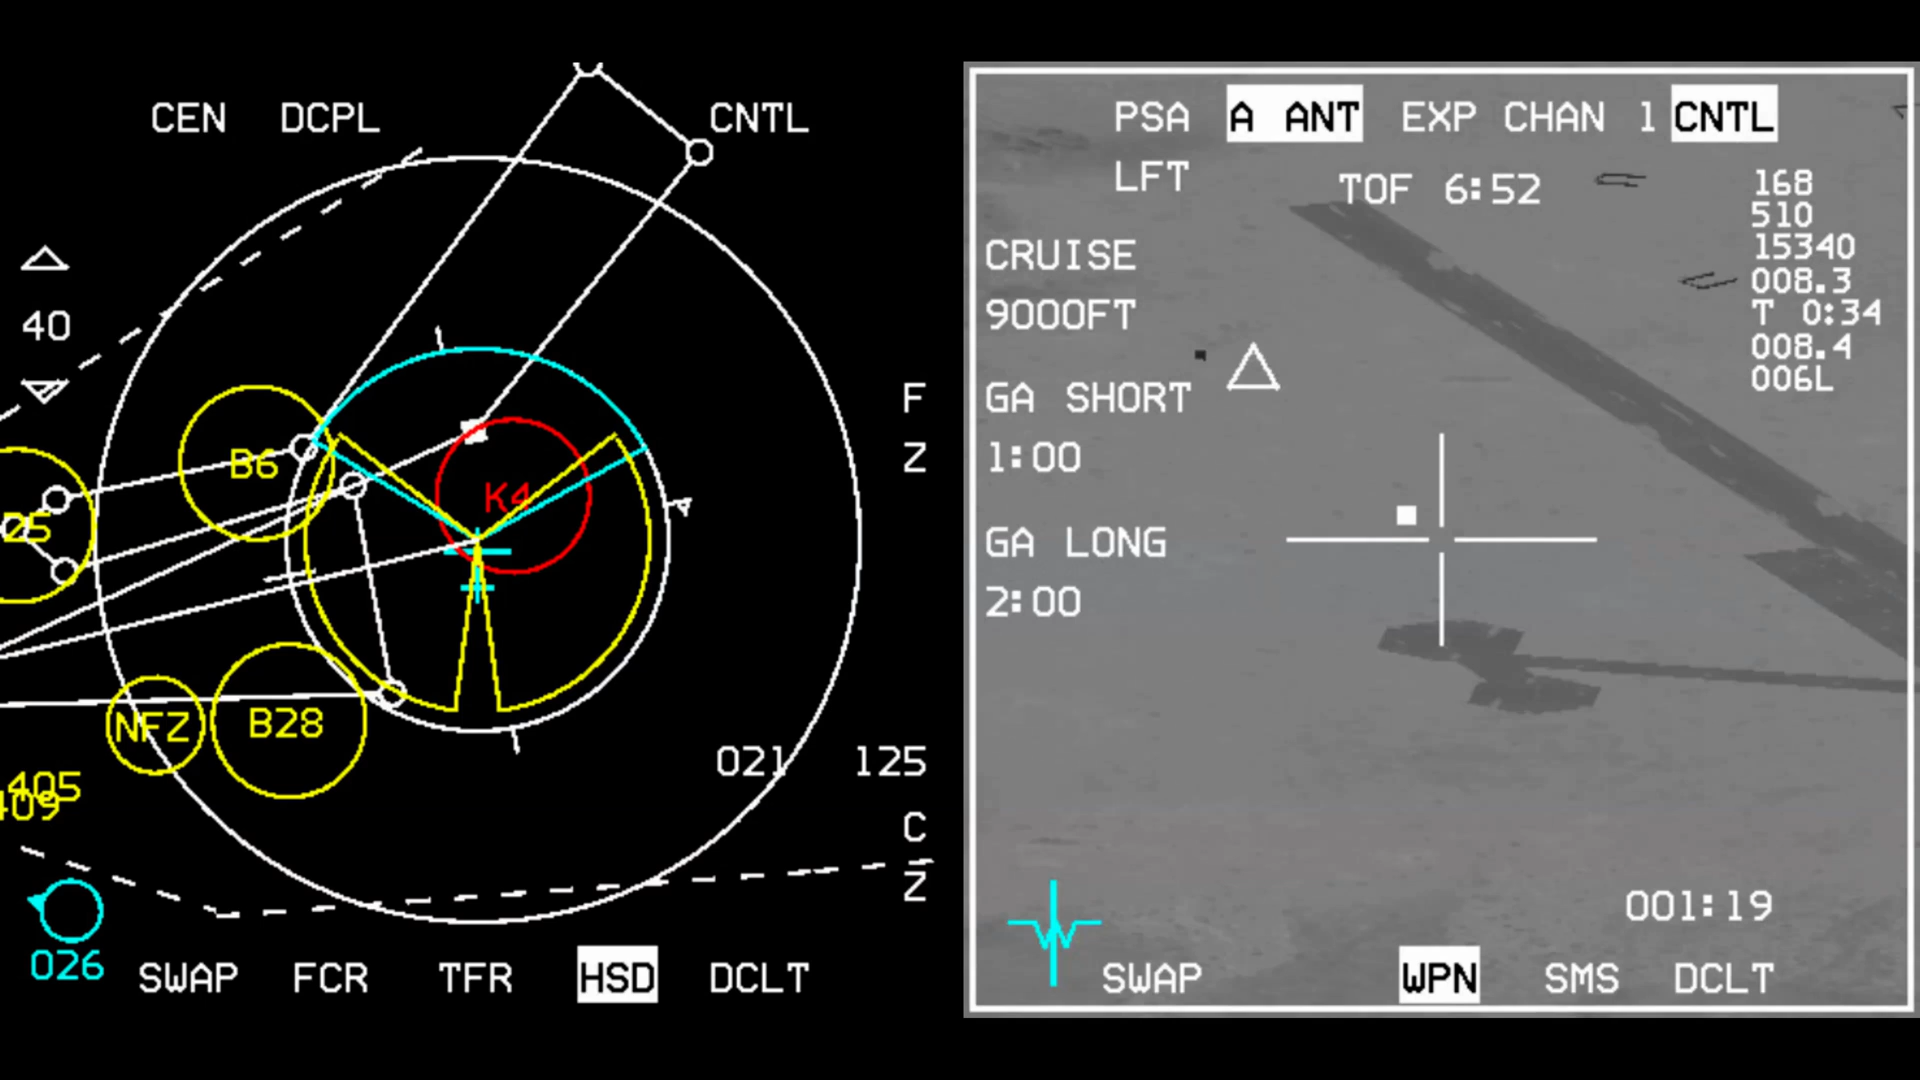 CEN DCPL CNTL
40
B6
K4
F
Z
NFZ B28
021 125
405
409
C
Z
026
SWAP FCR TFR HSD DCLT
PSA A ANT EXP CHAN 1 CNTL
LFT
TOF 6:52
168
510
15340
008.3
T 0:34
008.4
006L
CRUISE
9000FT
GA SHORT
1:00
GA LONG
2:00
001:19
SWAP WPN SMS DCLT